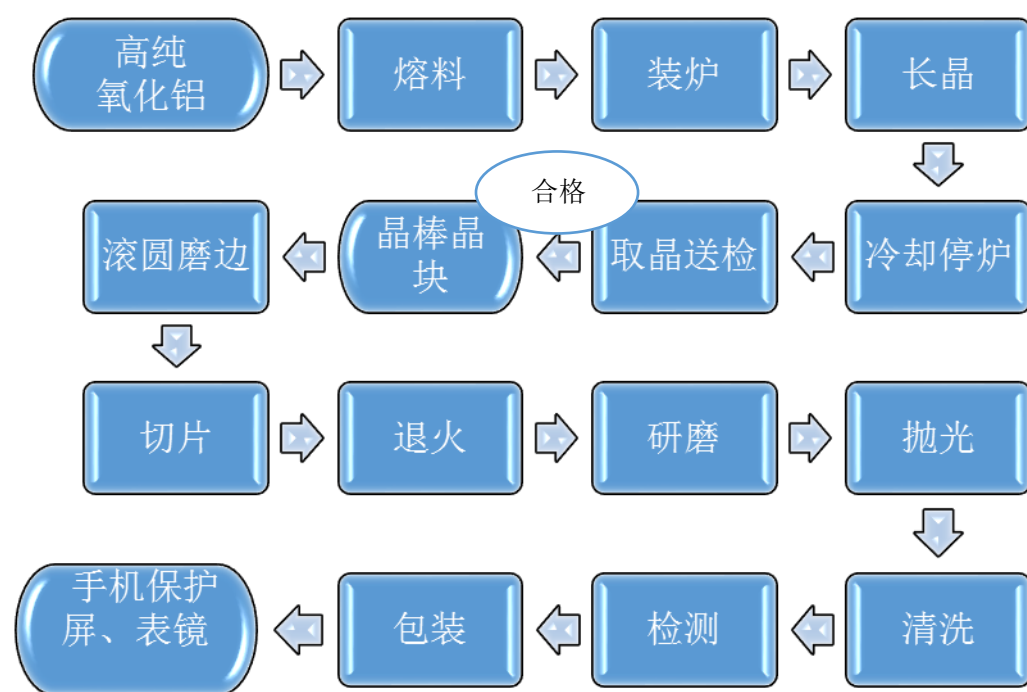 高纯
氧化铝
熔料
装炉
长晶
冷却停炉
取晶送检
合格
晶棒晶
块
滚圆磨边
切片
退火
研磨
抛光
清洗
检测
包装
手机保护
屏、表镜